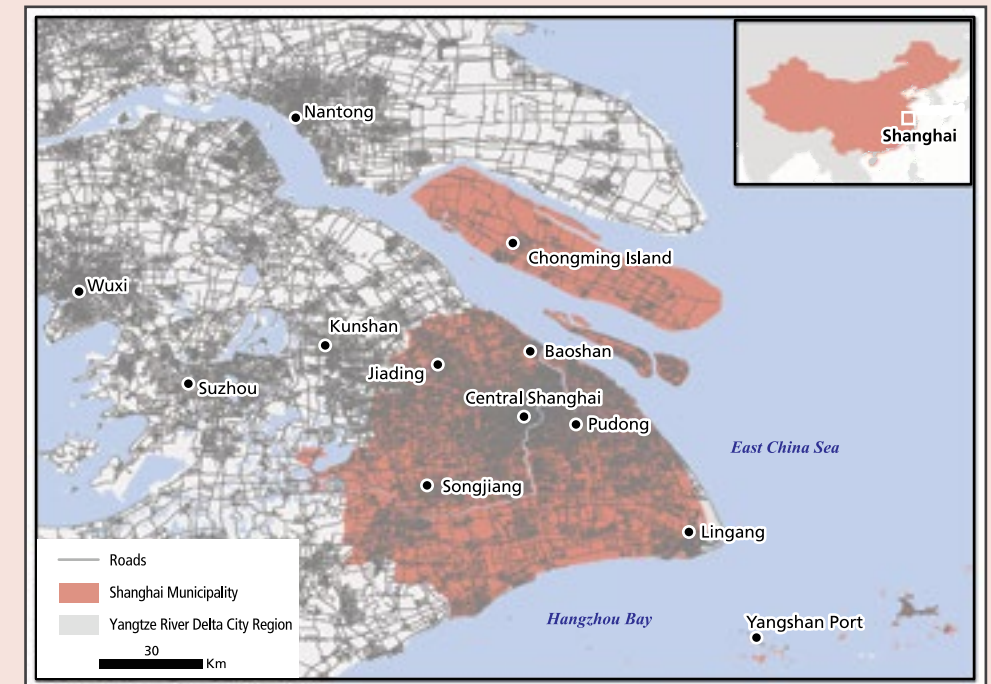 Nantong
Shanghai
Chongming Island
Wuxi
Kunshan
Baoshan
Jiading
Suzhou
Central Shanghai
Pudong
East China Sea
Songjiang
Lingang
Roads
Shanghai Municipality
Yangtze River Delta City Region
30
Km
Hangzhou Bay
Yangshan Port